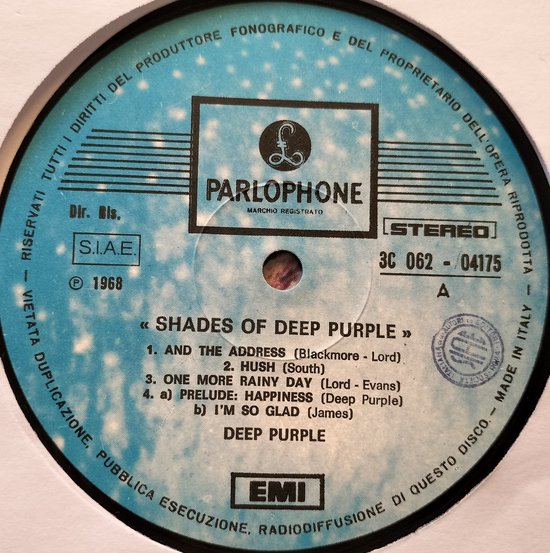 — RISERVATI TUTTI I DIRITTI DEL PRODUTTORE FONOGRAFICO E DEL PROPRIETARIO DELL'OPERA RIPRODOTTA
£
PARLOPHONE
MARCHIO REGISTRATO
Dir. Ris.
S.I.A.E.
℗ 1968
STEREO
3C 062 - 04175
A
« SHADES OF DEEP PURPLE »
1. AND THE ADDRESS (Blackmore - Lord)
2. HUSH (South)
3. ONE MORE RAINY DAY (Lord - Evans)
4. a) PRELUDE: HAPPINESS (Deep Purple)
b) I'M SO GLAD (James)
DEEP PURPLE
EMI
— VIETATA DUPLICAZIONE, PUBBLICA ESECUZIONE, RADIODIFFUSIONE DI QUESTO DISCO. — MADE IN ITALY —